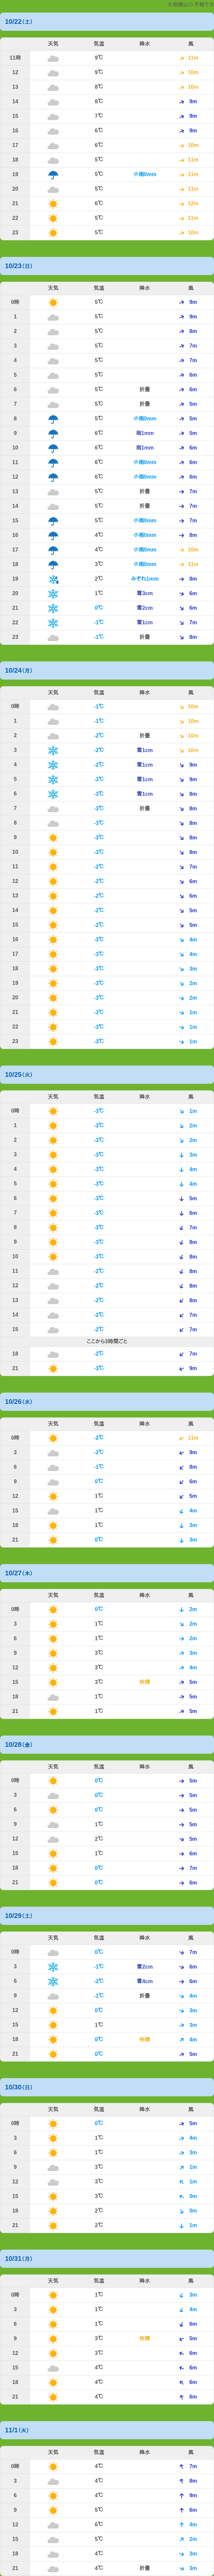 ※岩鏡山の予報です
10/22(土)
天気 気温 降水 風
11時 9℃ 11m
12 9℃ 10m
13 8℃ 10m
14 8℃ 9m
15 7℃ 9m
16 6℃ 9m
17 6℃ 10m
18 5℃ 11m
19 5℃ 小雨0mm 11m
20 5℃ 11m
21 6℃ 12m
22 5℃ 11m
23 5℃ 10m
10/23(日)
天気 気温 降水 風
0時 5℃ 9m
1 5℃ 9m
2 5℃ 8m
3 5℃ 7m
4 5℃ 7m
5 5℃ 6m
6 5℃ 折畳 6m
7 5℃ 折畳 5m
8 5℃ 小雨0mm 5m
9 6℃ 雨1mm 5m
10 6℃ 雨1mm 6m
11 6℃ 小雨0mm 6m
12 6℃ 小雨0mm 6m
13 5℃ 折畳 7m
14 5℃ 折畳 7m
15 5℃ 小雨0mm 7m
16 4℃ 小雨0mm 8m
17 4℃ 小雨0mm 10m
18 3℃ 小雨0mm 11m
19 2℃ みぞれ1mm 8m
20 1℃ 雪3cm 6m
21 0℃ 雪2cm 6m
22 -1℃ 雪1cm 7m
23 -1℃ 折畳 8m
10/24(月)
天気 気温 降水 風
0時 -1℃ 10m
1 -1℃ 10m
2 -2℃ 折畳 10m
3 -2℃ 雪1cm 10m
4 -2℃ 雪1cm 9m
5 -3℃ 雪1cm 9m
6 -3℃ 雪1cm 8m
7 -3℃ 折畳 8m
8 -3℃ 8m
9 -3℃ 8m
10 -2℃ 8m
11 -2℃ 7m
12 -2℃ 6m
13 -2℃ 6m
14 -2℃ 5m
15 -2℃ 5m
16 -3℃ 4m
17 -3℃ 4m
18 -3℃ 3m
19 -3℃ 2m
20 -3℃ 2m
21 -3℃ 1m
22 -3℃ 1m
23 -3℃ 1m
10/25(火)
天気 気温 降水 風
0時 -3℃ 1m
1 -2℃ 2m
2 -2℃ 2m
3 -3℃ 3m
4 -3℃ 4m
5 -3℃ 4m
6 -3℃ 5m
7 -3℃ 6m
8 -3℃ 7m
9 -3℃ 8m
10 -3℃ 8m
11 -2℃ 8m
12 -2℃ 8m
13 -2℃ 8m
14 -2℃ 7m
15 -2℃ 7m
ここから3時間ごと
18 -2℃ 7m
21 -3℃ 9m
10/26(水)
天気 気温 降水 風
0時 -2℃ 11m
3 -2℃ 9m
6 -1℃ 8m
9 0℃ 6m
12 1℃ 5m
15 1℃ 4m
18 1℃ 3m
21 0℃ 3m
10/27(木)
天気 気温 降水 風
0時 0℃ 2m
3 1℃ 2m
6 1℃ 2m
9 3℃ 3m
12 3℃ 4m
15 3℃ 快晴 5m
18 1℃ 5m
21 1℃ 5m
10/28(金)
天気 気温 降水 風
0時 0℃ 5m
3 0℃ 5m
6 0℃ 5m
9 1℃ 5m
12 2℃ 5m
15 1℃ 6m
18 0℃ 7m
21 0℃ 6m
10/29(土)
天気 気温 降水 風
0時 0℃ 7m
3 -1℃ 雪2cm 6m
6 -2℃ 雪4cm 6m
9 -1℃ 折畳 4m
12 0℃ 3m
15 1℃ 3m
18 0℃ 快晴 4m
21 0℃ 5m
10/30(日)
天気 気温 降水 風
0時 0℃ 5m
3 1℃ 4m
6 1℃ 3m
9 3℃ 1m
12 3℃ 1m
15 3℃ 0m
18 2℃ 0m
21 2℃ 1m
10/31(月)
天気 気温 降水 風
0時 1℃ 3m
3 1℃ 4m
6 1℃ 6m
9 3℃ 快晴 5m
12 3℃ 6m
15 4℃ 6m
18 4℃ 6m
21 4℃ 6m
11/1(火)
天気 気温 降水 風
0時 4℃ 7m
3 4℃ 8m
6 4℃ 9m
9 5℃ 6m
12 6℃ 4m
15 5℃ 2m
18 4℃ 3m
21 4℃ 折畳 3m